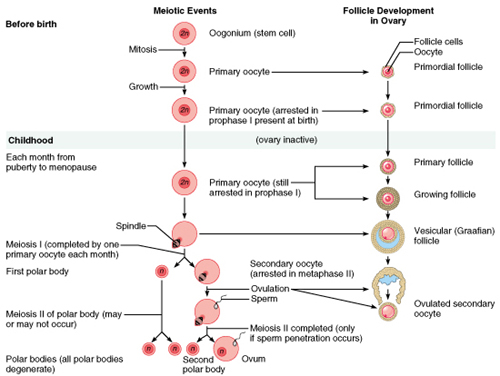 Meiotic Events
Follicle Development
in Ovary
Before birth
Oogonium (stem cell)
2n
Mitosis
Follicle cells
Oocyte
2n
Primary oocyte
Primordial follicle
Growth
2n
Primary oocyte (arrested in
prophase I present at birth)
Primordial follicle
Childhood
(ovary inactive)
Each month from
puberty to menopause
Primary follicle
2n
Primary oocyte (still
arrested in prophase I)
Growing follicle
Spindle
Vesicular (Graafian)
follicle
Meiosis I (completed by one
primary oocyte each month)
First polar body
n
Secondary oocyte
(arrested in metaphase II)
Ovulation
Sperm
Ovulated secondary
oocyte
Meiosis II of polar body (may
or may not occur)
Meiosis II completed (only
if sperm penetration occurs)
n
n
n
n
Polar bodies (all polar bodies
degenerate)
Second
polar body
Ovum